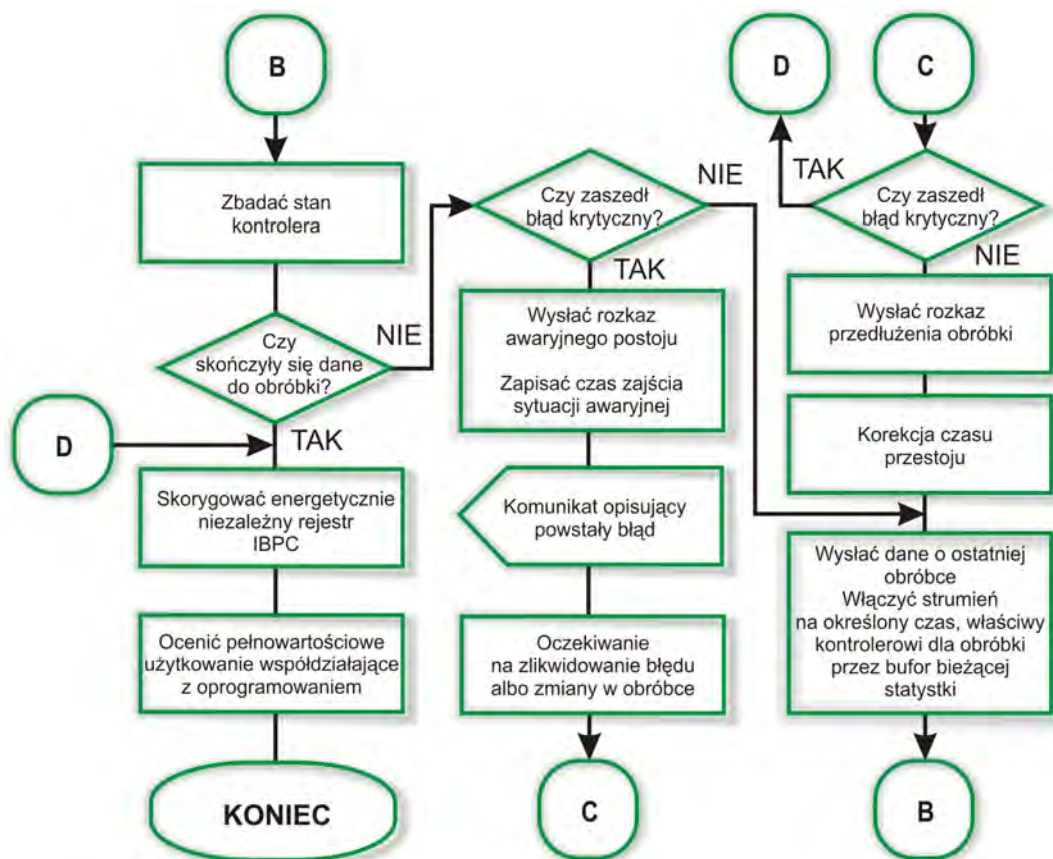 B
Zbadać stan
kontrolera
Czy
skończyły się dane
do obróbki?
NIE
TAK
D
Skorygować energetycznie
niezależny rejestr
IBPC
Ocenić pełnowartościowe
użytkowanie współdziałające
z oprogramowaniem
KONIEC
Czy zaszedł
błąd krytyczny?
NIE
TAK
Wysłać rozkaz
awaryjnego postoju
Zapisać czas zajścia
sytuacji awaryjnej
Komunikat opisujący
powstały błąd
Oczekiwanie
na zlikwidowanie błędu
albo zmiany w obróbce
C
D
C
TAK
Czy zaszedł
błąd krytyczny?
NIE
Wysłać rozkaz
przedłużenia obróbki
Korekcja czasu
przestoju
Wysłać dane o ostatniej
obróbce
Włączyć strumień
na określony czas, właściwy
kontrolerowi dla obróbki
przez bufor bieżącej
statystki
B